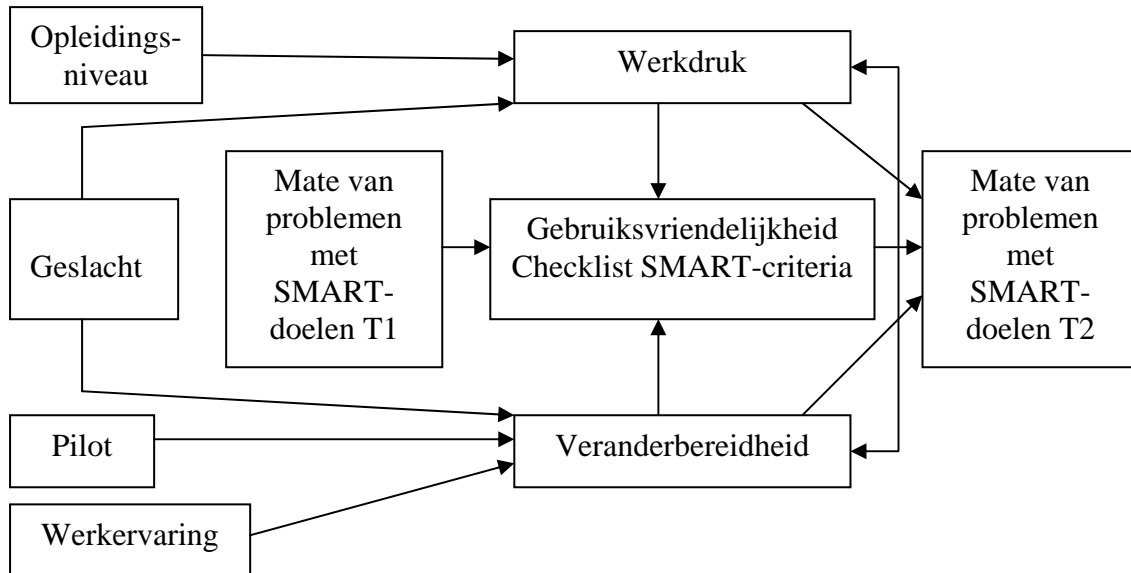 Opleidings-
niveau
Werkdruk
Geslacht
Mate van
problemen
met
SMART-
doelen T1
Gebruiksvriendelijkheid
Checklist SMART-criteria
Mate van
problemen
met
SMART-
doelen T2
Pilot
Veranderbereidheid
Werkervaring